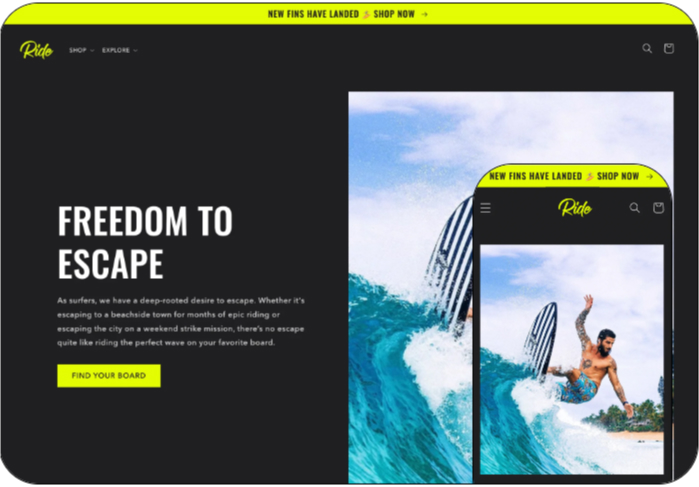 NEW FINS HAVE LANDED 🏄 SHOP NOW →
Ride
SHOP
EXPLORE
FREEDOM TO
ESCAPE
As surfers, we have a deep-rooted desire to escape. Whether it's
escaping to a beachside town for months of epic riding or
escaping the city on a weekend strike mission, there's no escape
quite like riding the perfect wave on your favorite board.
FIND YOUR BOARD
NEW FINS HAVE LANDED 🏄 SHOP NOW →
Ride